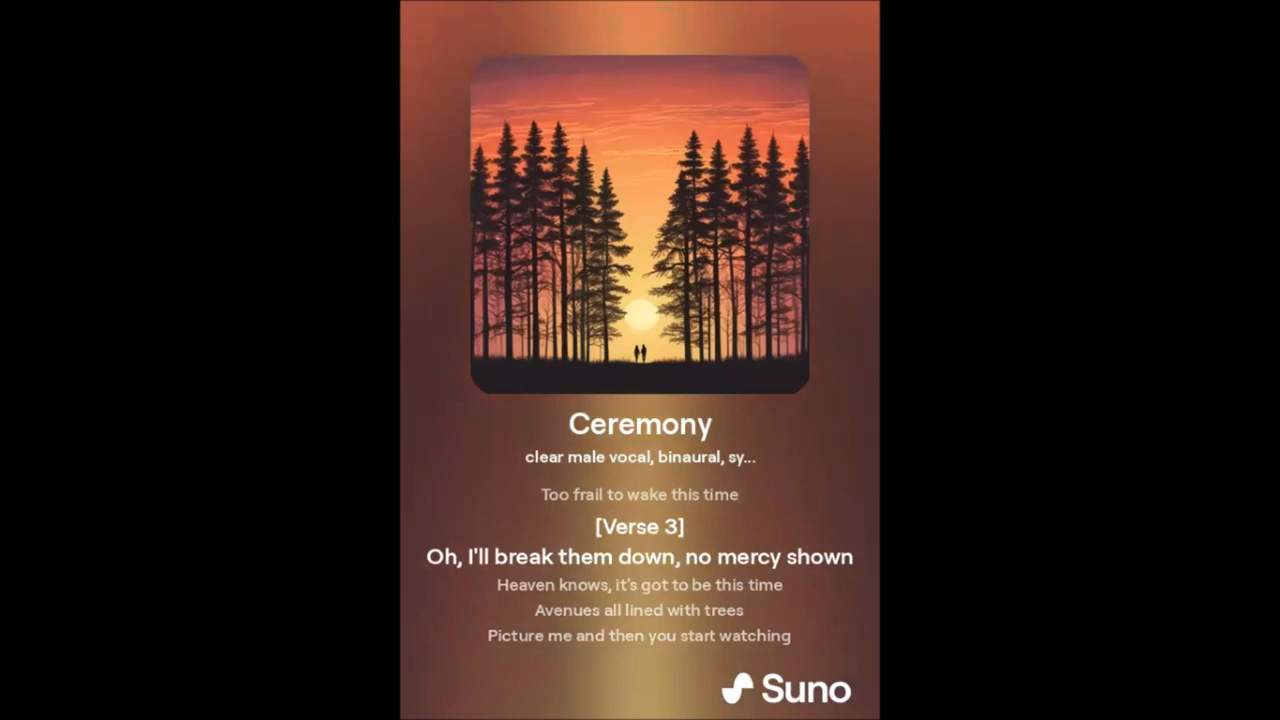 Ceremony
clear male vocal, binaural, sy...
Too frail to wake this time
[Verse 3]
Oh, I'll break them down, no mercy shown
Heaven knows, it's got to be this time
Avenues all lined with trees
Picture me and then you start watching
Suno